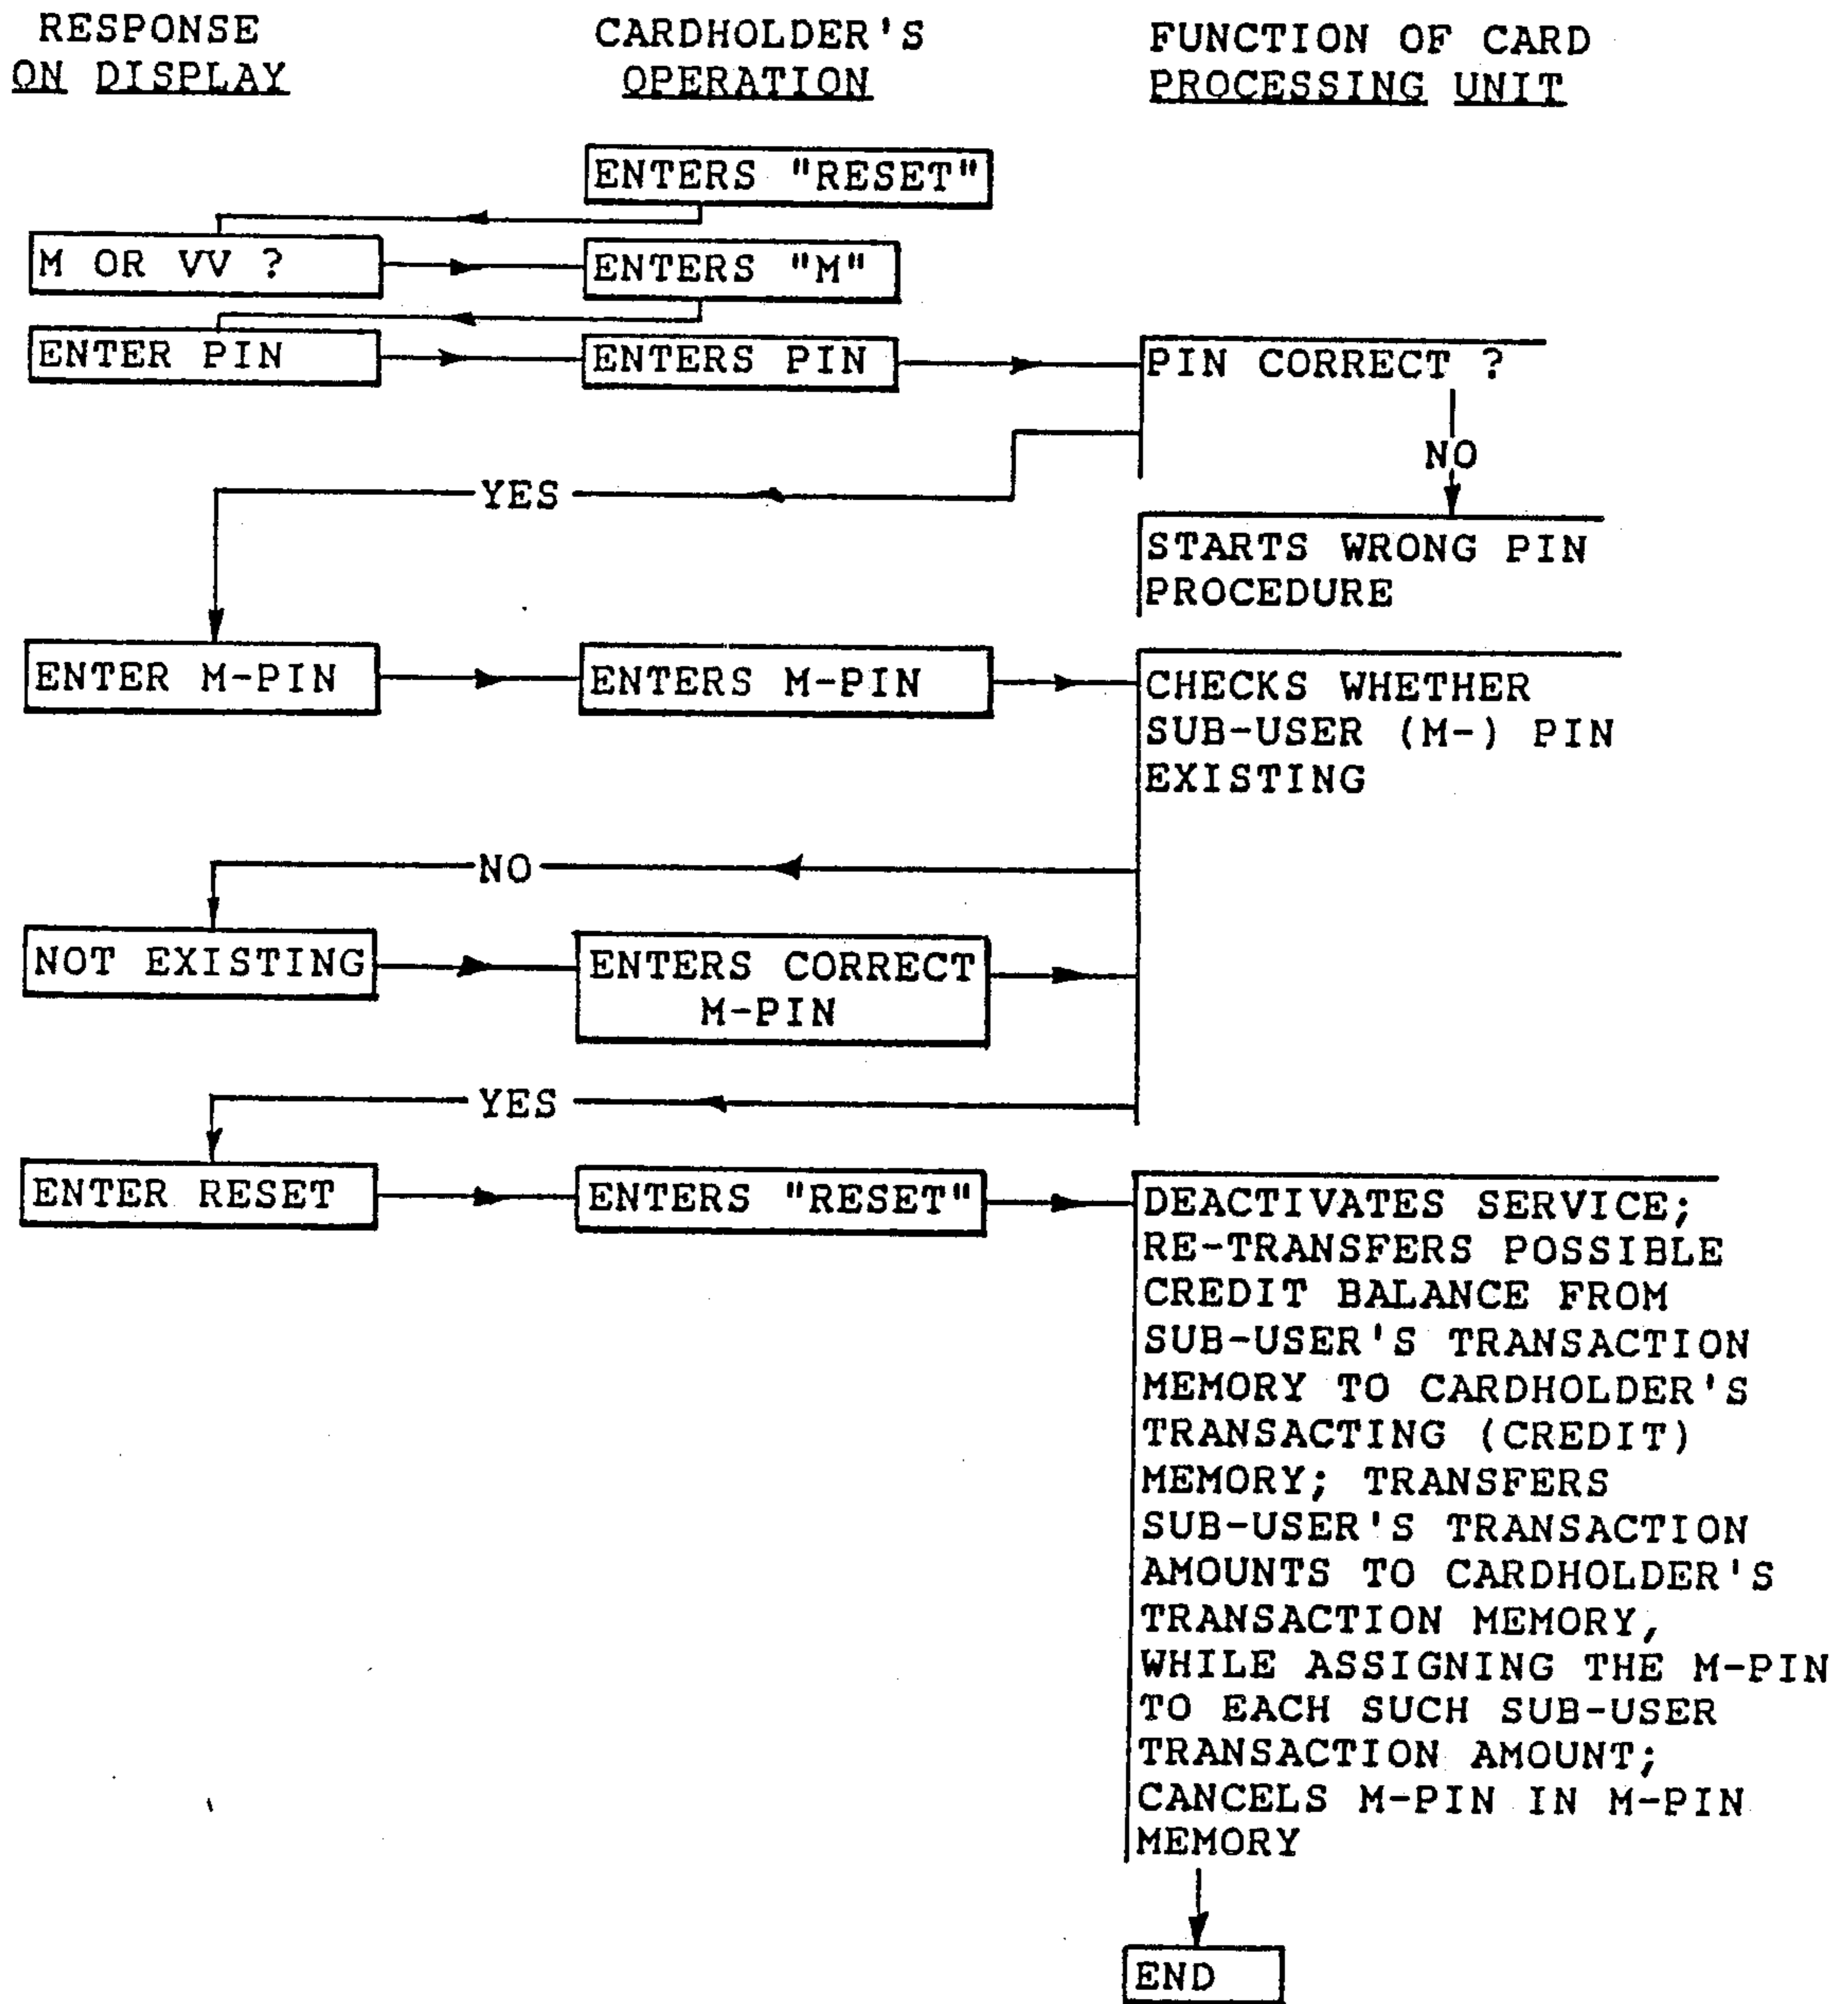 RESPONSE
ON DISPLAY
CARDHOLDER'S
OPERATION
FUNCTION OF CARD
PROCESSING UNIT
ENTERS "RESET"
M OR VV ?
ENTERS "M"
ENTER PIN
ENTERS PIN
PIN CORRECT ?
NO
YES
STARTS WRONG PIN
PROCEDURE
ENTER M-PIN
ENTERS M-PIN
CHECKS WHETHER
SUB-USER (M-) PIN
EXISTING
NO
NOT EXISTING
ENTERS CORRECT
M-PIN
YES
ENTER RESET
ENTERS "RESET"
DEACTIVATES SERVICE;
RE-TRANSFERS POSSIBLE
CREDIT BALANCE FROM
SUB-USER'S TRANSACTION
MEMORY TO CARDHOLDER'S
TRANSACTING (CREDIT)
MEMORY; TRANSFERS
SUB-USER'S TRANSACTION
AMOUNTS TO CARDHOLDER'S
TRANSACTION MEMORY,
WHILE ASSIGNING THE M-PIN
TO EACH SUCH SUB-USER
TRANSACTION AMOUNT;
CANCELS M-PIN IN M-PIN
MEMORY
END